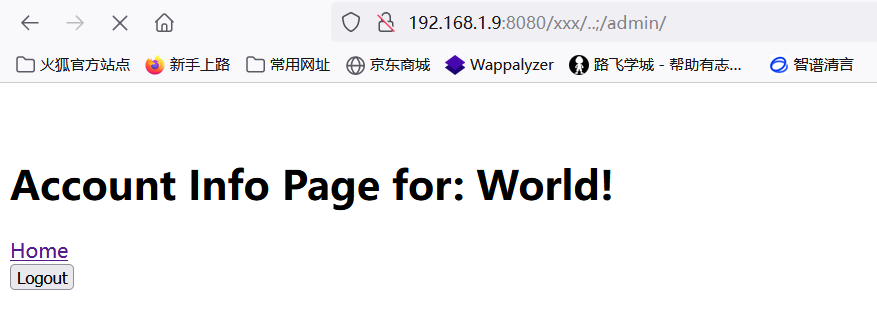 192.168.1.9:8080/xxx/..;/admin/
火狐官方站点 新手上路 常用网址 京东商城 Wappalyzer 路飞学城 - 帮助有志... 智谱清言
Account Info Page for: World!
Home
Logout